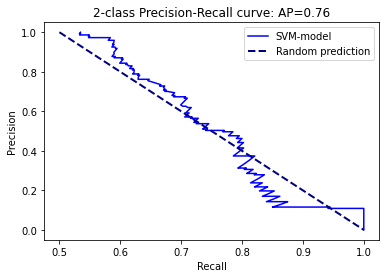 2-class Precision-Recall curve: AP=0.76
SVM-model
Random prediction
Precision
1.0
0.8
0.6
0.4
0.2
0.0
0.5 0.6 0.7 0.8 0.9 1.0
Recall